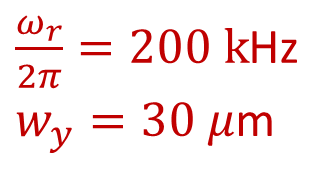 ω_r/2π = 200 kHz
w_y = 30 μm